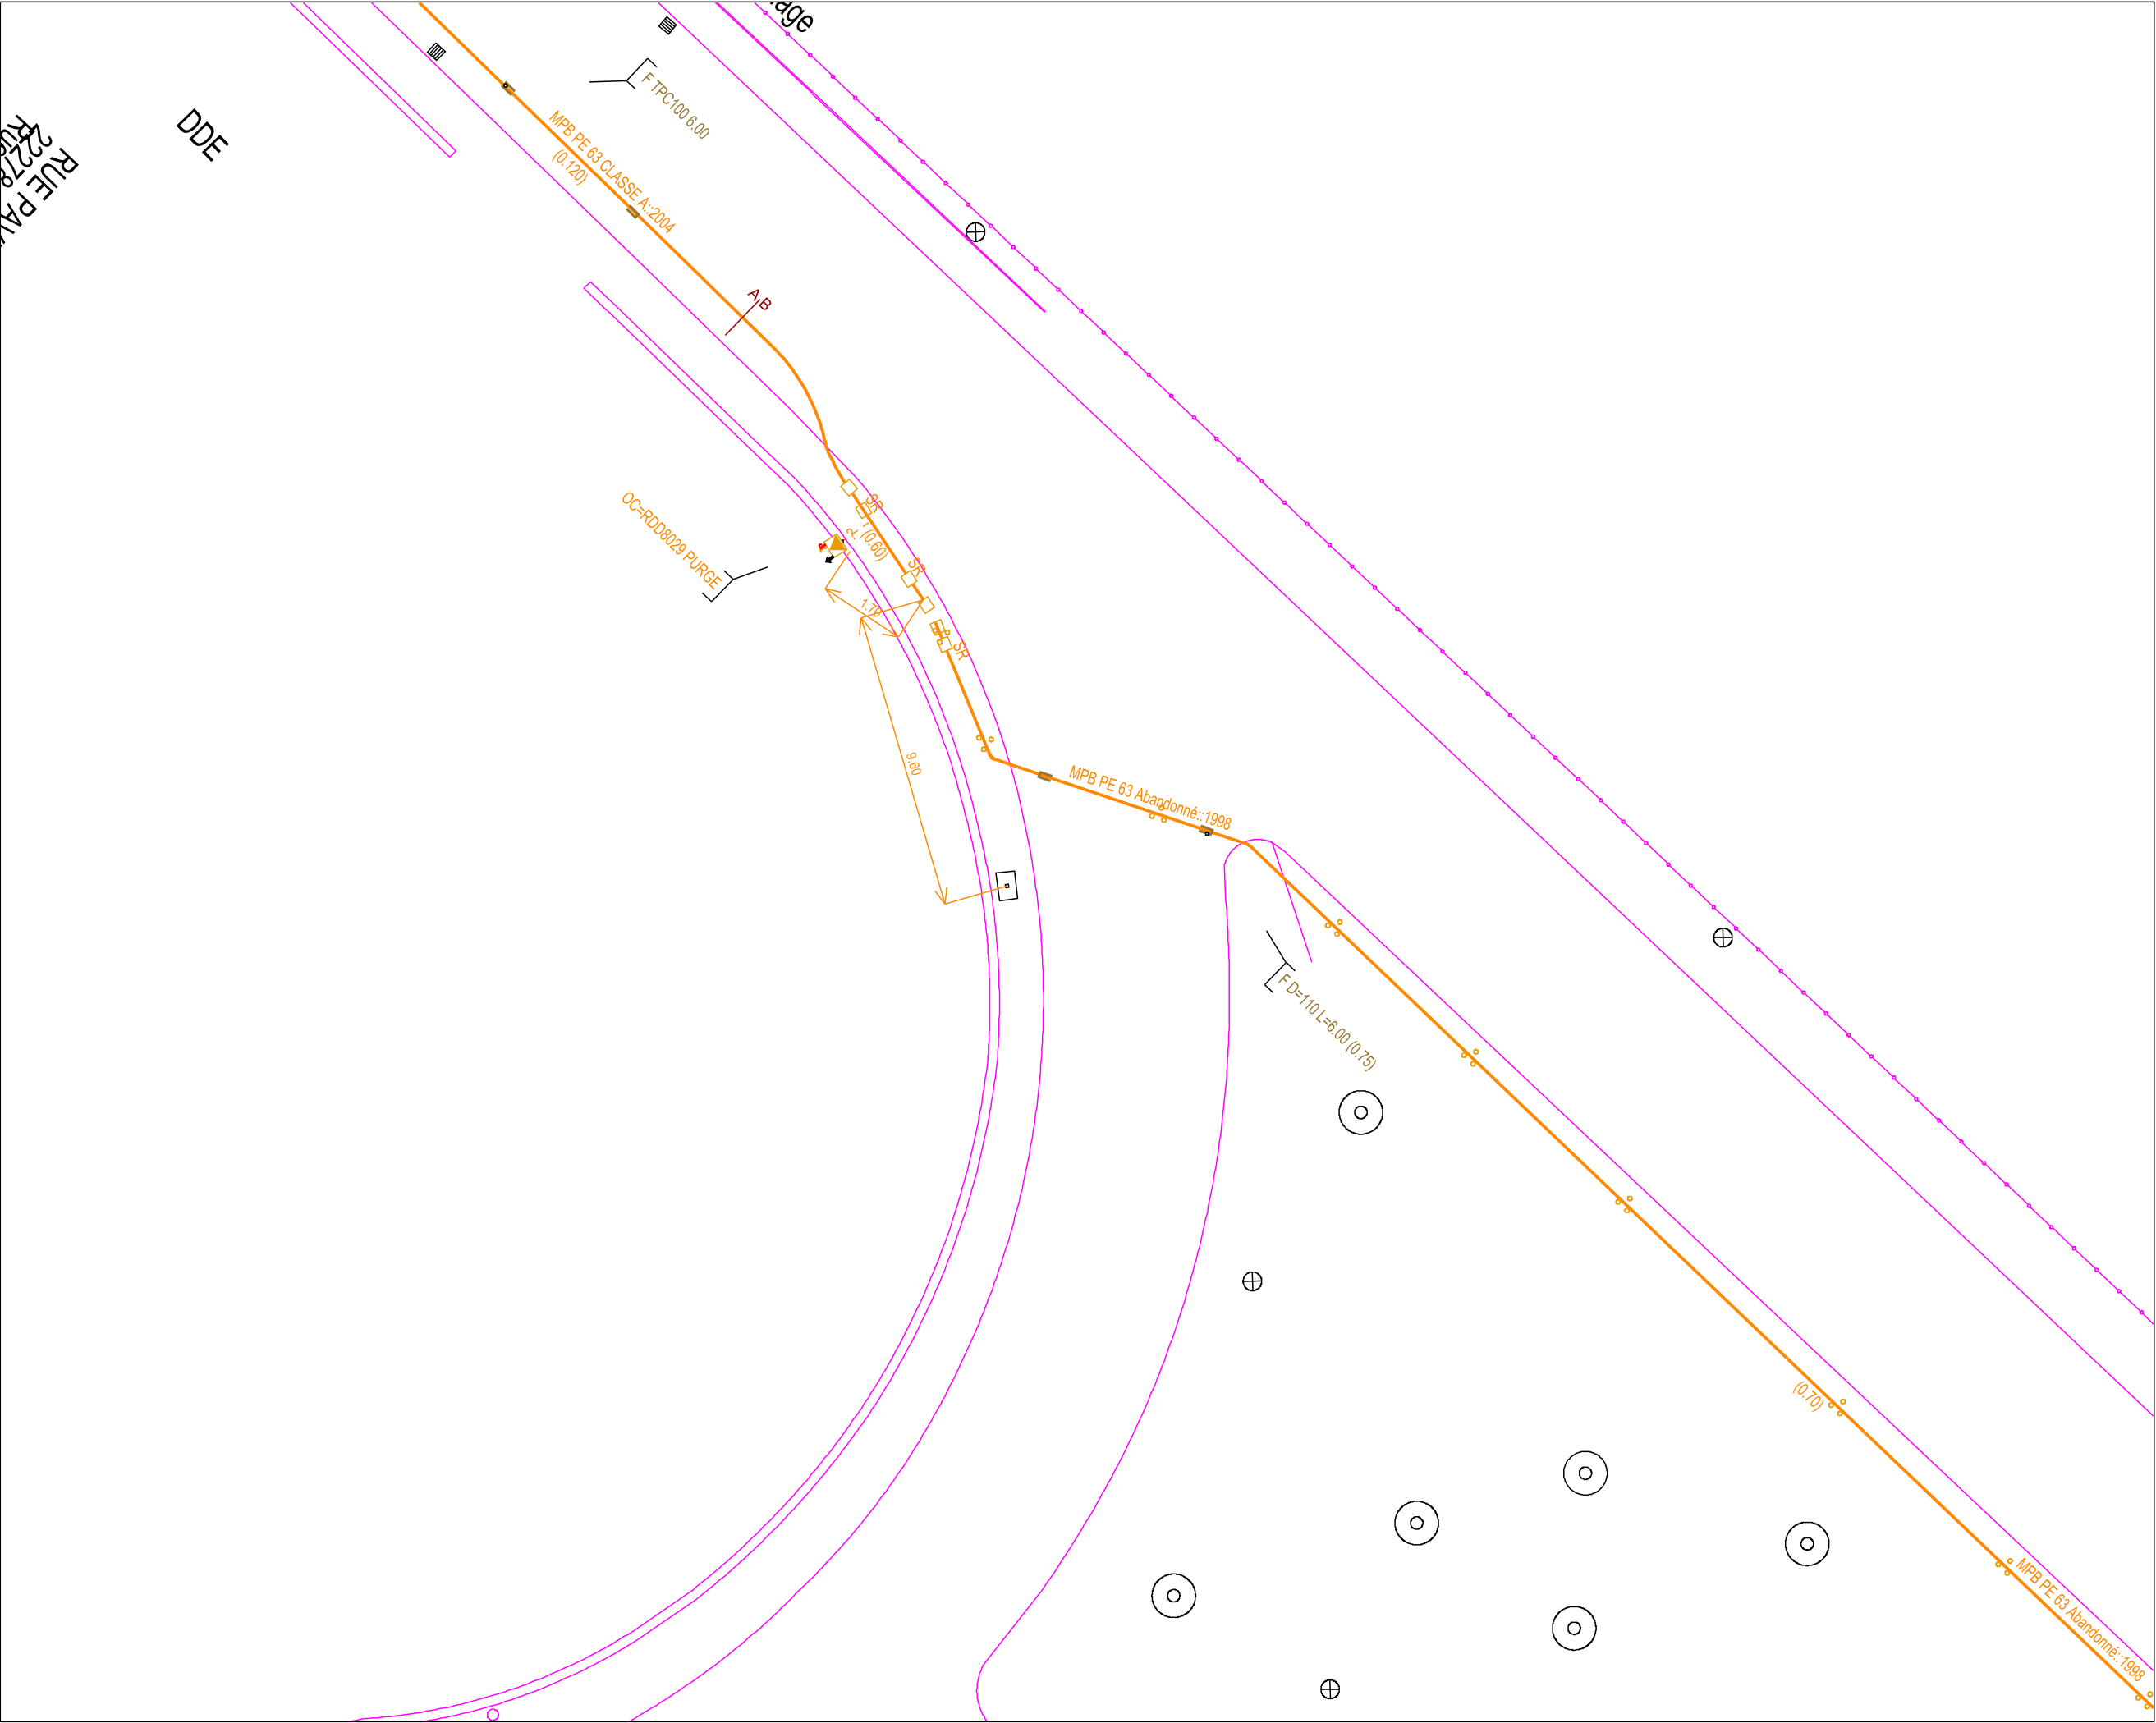 DDE
RUE PAV
F TPC100 6.00
MPB PE 63 CLASSE A::2004
(0.120)
A B
OC=RDD8029 PURGE
SR
(0.60)
SR
1.70
SR
9.60
MPB PE 63 Abandonné::1998
F D=110 L=6.00 (0.75)
(0.70)
MPB PE 63 Abandonné::1998